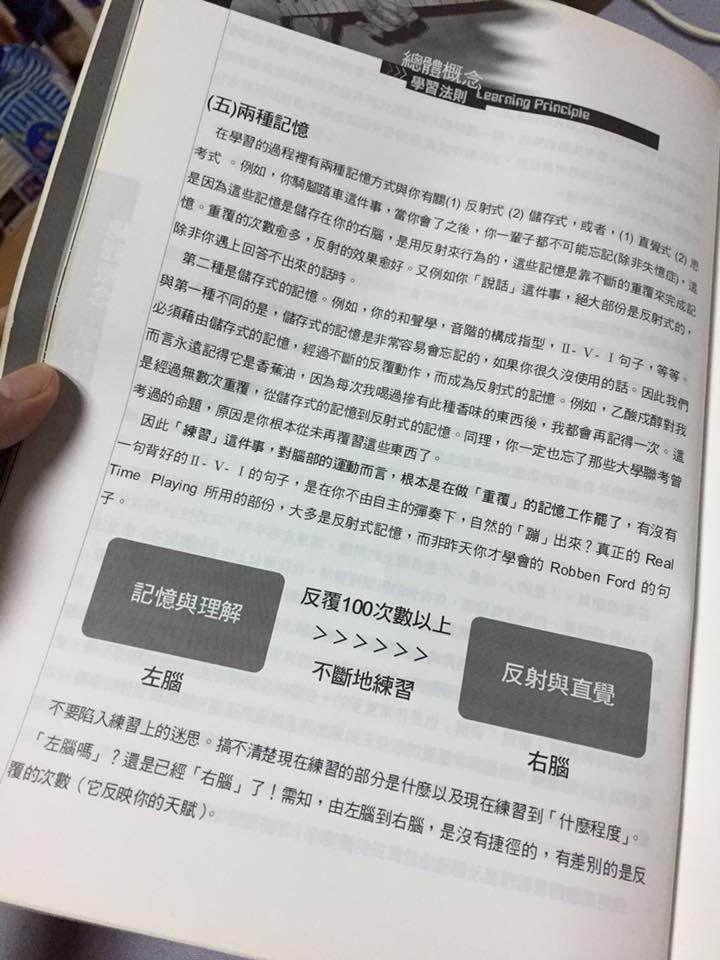 總體概念
>>> 學習法則 Learning Principle
(五)兩種記憶
在學習的過程裡有兩種記憶方式與你有關(1) 反射式 (2) 儲存式，或者，(1) 直覺式 (2) 思
考式 。例如，你騎腳踏車這件事，當你會了之後，你一輩子都不可能忘記(除非失憶症)，這
是因為這些記憶是儲存在你的右腦，是用反射來行為的，這些記憶是靠不斷的重覆來完成記
憶。重覆的次數愈多，反射的效果愈好。又例如你「說話」這件事，絕大部份是反射式的，
除非你遇上回答不出來的話時。
第二種是儲存式的記憶。例如，你的和聲學，音階的構成指型，Ⅱ- Ⅴ- Ⅰ句子，等等。
與第一種不同的是，儲存式的記憶是非常容易會忘記的，如果你很久沒使用的話。因此我們
必須藉由儲存式的記憶，經過不斷的反覆動作，而成為反射式的記憶。例如，乙酸戊醇對我
而言永遠記得它是香蕉油，因為每次我喝過摻有此種香味的東西後，我都會再記得一次。這
是經過無數次重覆，從儲存式的記憶到反射式的記憶。同理，你一定也忘了那些大學聯考曾
考過的命題，原因是你根本從未再覆習這些東西了。
因此「練習」這件事，對腦部的運動而言，根本是在做「重覆」的記憶工作罷了，有沒有
一句背好的Ⅱ- Ⅴ- Ⅰ的句子，是在你不由自主的彈奏下，自然的「蹦」出來？真正的 Real
Time Playing 所用的部份，大多是反射式記憶，而非昨天你才學會的 Robben Ford 的句
子。
記憶與理解
左腦
反覆100次數以上
>>>>>>
不斷地練習
反射與直覺
右腦
不要陷入練習上的迷思。搞不清楚現在練習的部分是什麼以及現在練習到「什麼程度」。
「左腦嗎」？還是已經「右腦」了！需知，由左腦到右腦，是沒有捷徑的，有差別的是反
覆的次數（它反映你的天賦）。